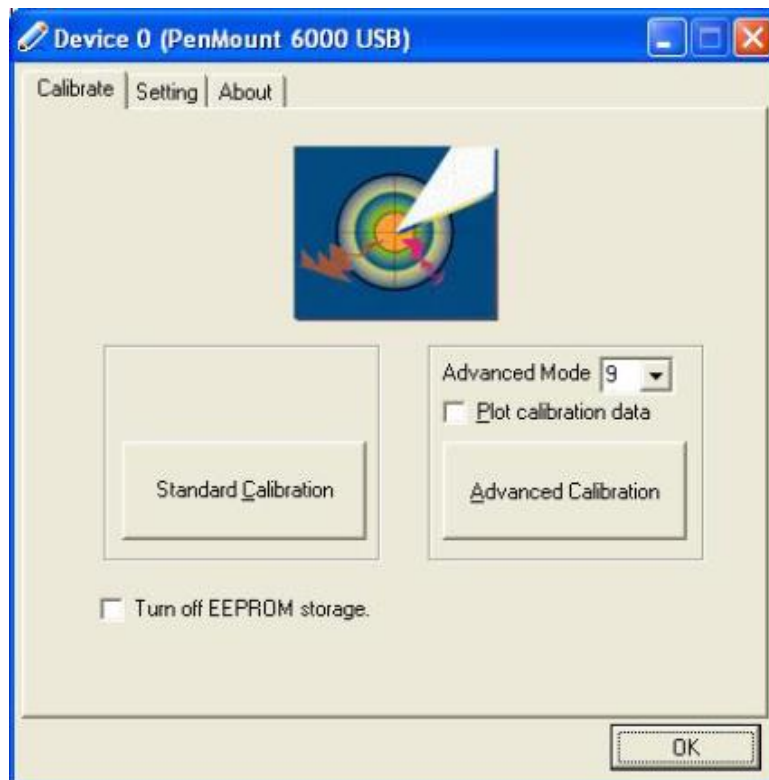 Device 0 (PenMount 6000 USB)
Calibrate Setting About
Advanced Mode 9
Plot calibration data
Standard Calibration
Advanced Calibration
Turn off EEPROM storage.
OK